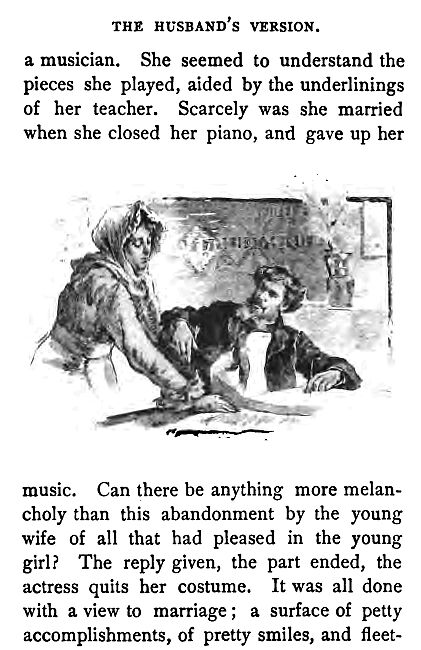 THE HUSBAND'S VERSION.
a musician. She seemed to understand the
pieces she played, aided by the underlinings
of her teacher. Scarcely was she married
when she closed her piano, and gave up her
music. Can there be anything more melan-
choly than this abandonment by the young
wife of all that had pleased in the young
girl? The reply given, the part ended, the
actress quits her costume. It was all done
with a view to marriage; a surface of petty
accomplishments, of pretty smiles, and fleet-